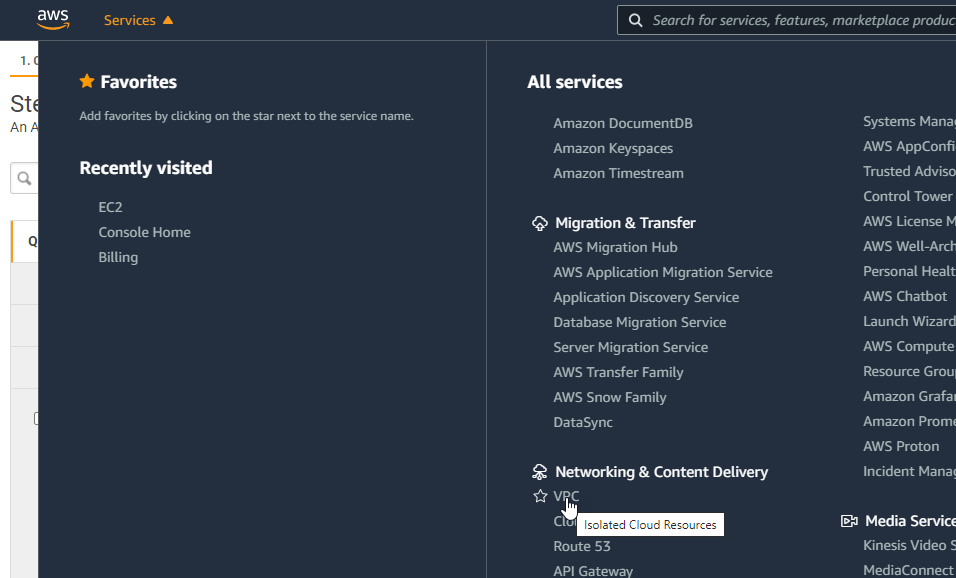 aws
Services
Search for services, features, marketplace produc
1.
Ste
An A
Q
Favorites
Add favorites by clicking on the star next to the service name.
Recently visited
EC2
Console Home
Billing
All services
Amazon DocumentDB
Amazon Keyspaces
Amazon Timestream
Migration & Transfer
AWS Migration Hub
AWS Application Migration Service
Application Discovery Service
Database Migration Service
Server Migration Service
AWS Transfer Family
AWS Snow Family
DataSync
Networking & Content Delivery
VPC
Isolated Cloud Resources
Clo
Route 53
API Gateway
Systems Mana
AWS AppConfi
Trusted Adviso
Control Tower
AWS License M
AWS Well-Arch
Personal Healt
AWS Chatbot
Launch Wizard
AWS Compute
Resource Group
Amazon Grafan
Amazon Prome
AWS Proton
Incident Manag
Media Service
Kinesis Video S
MediaConnect